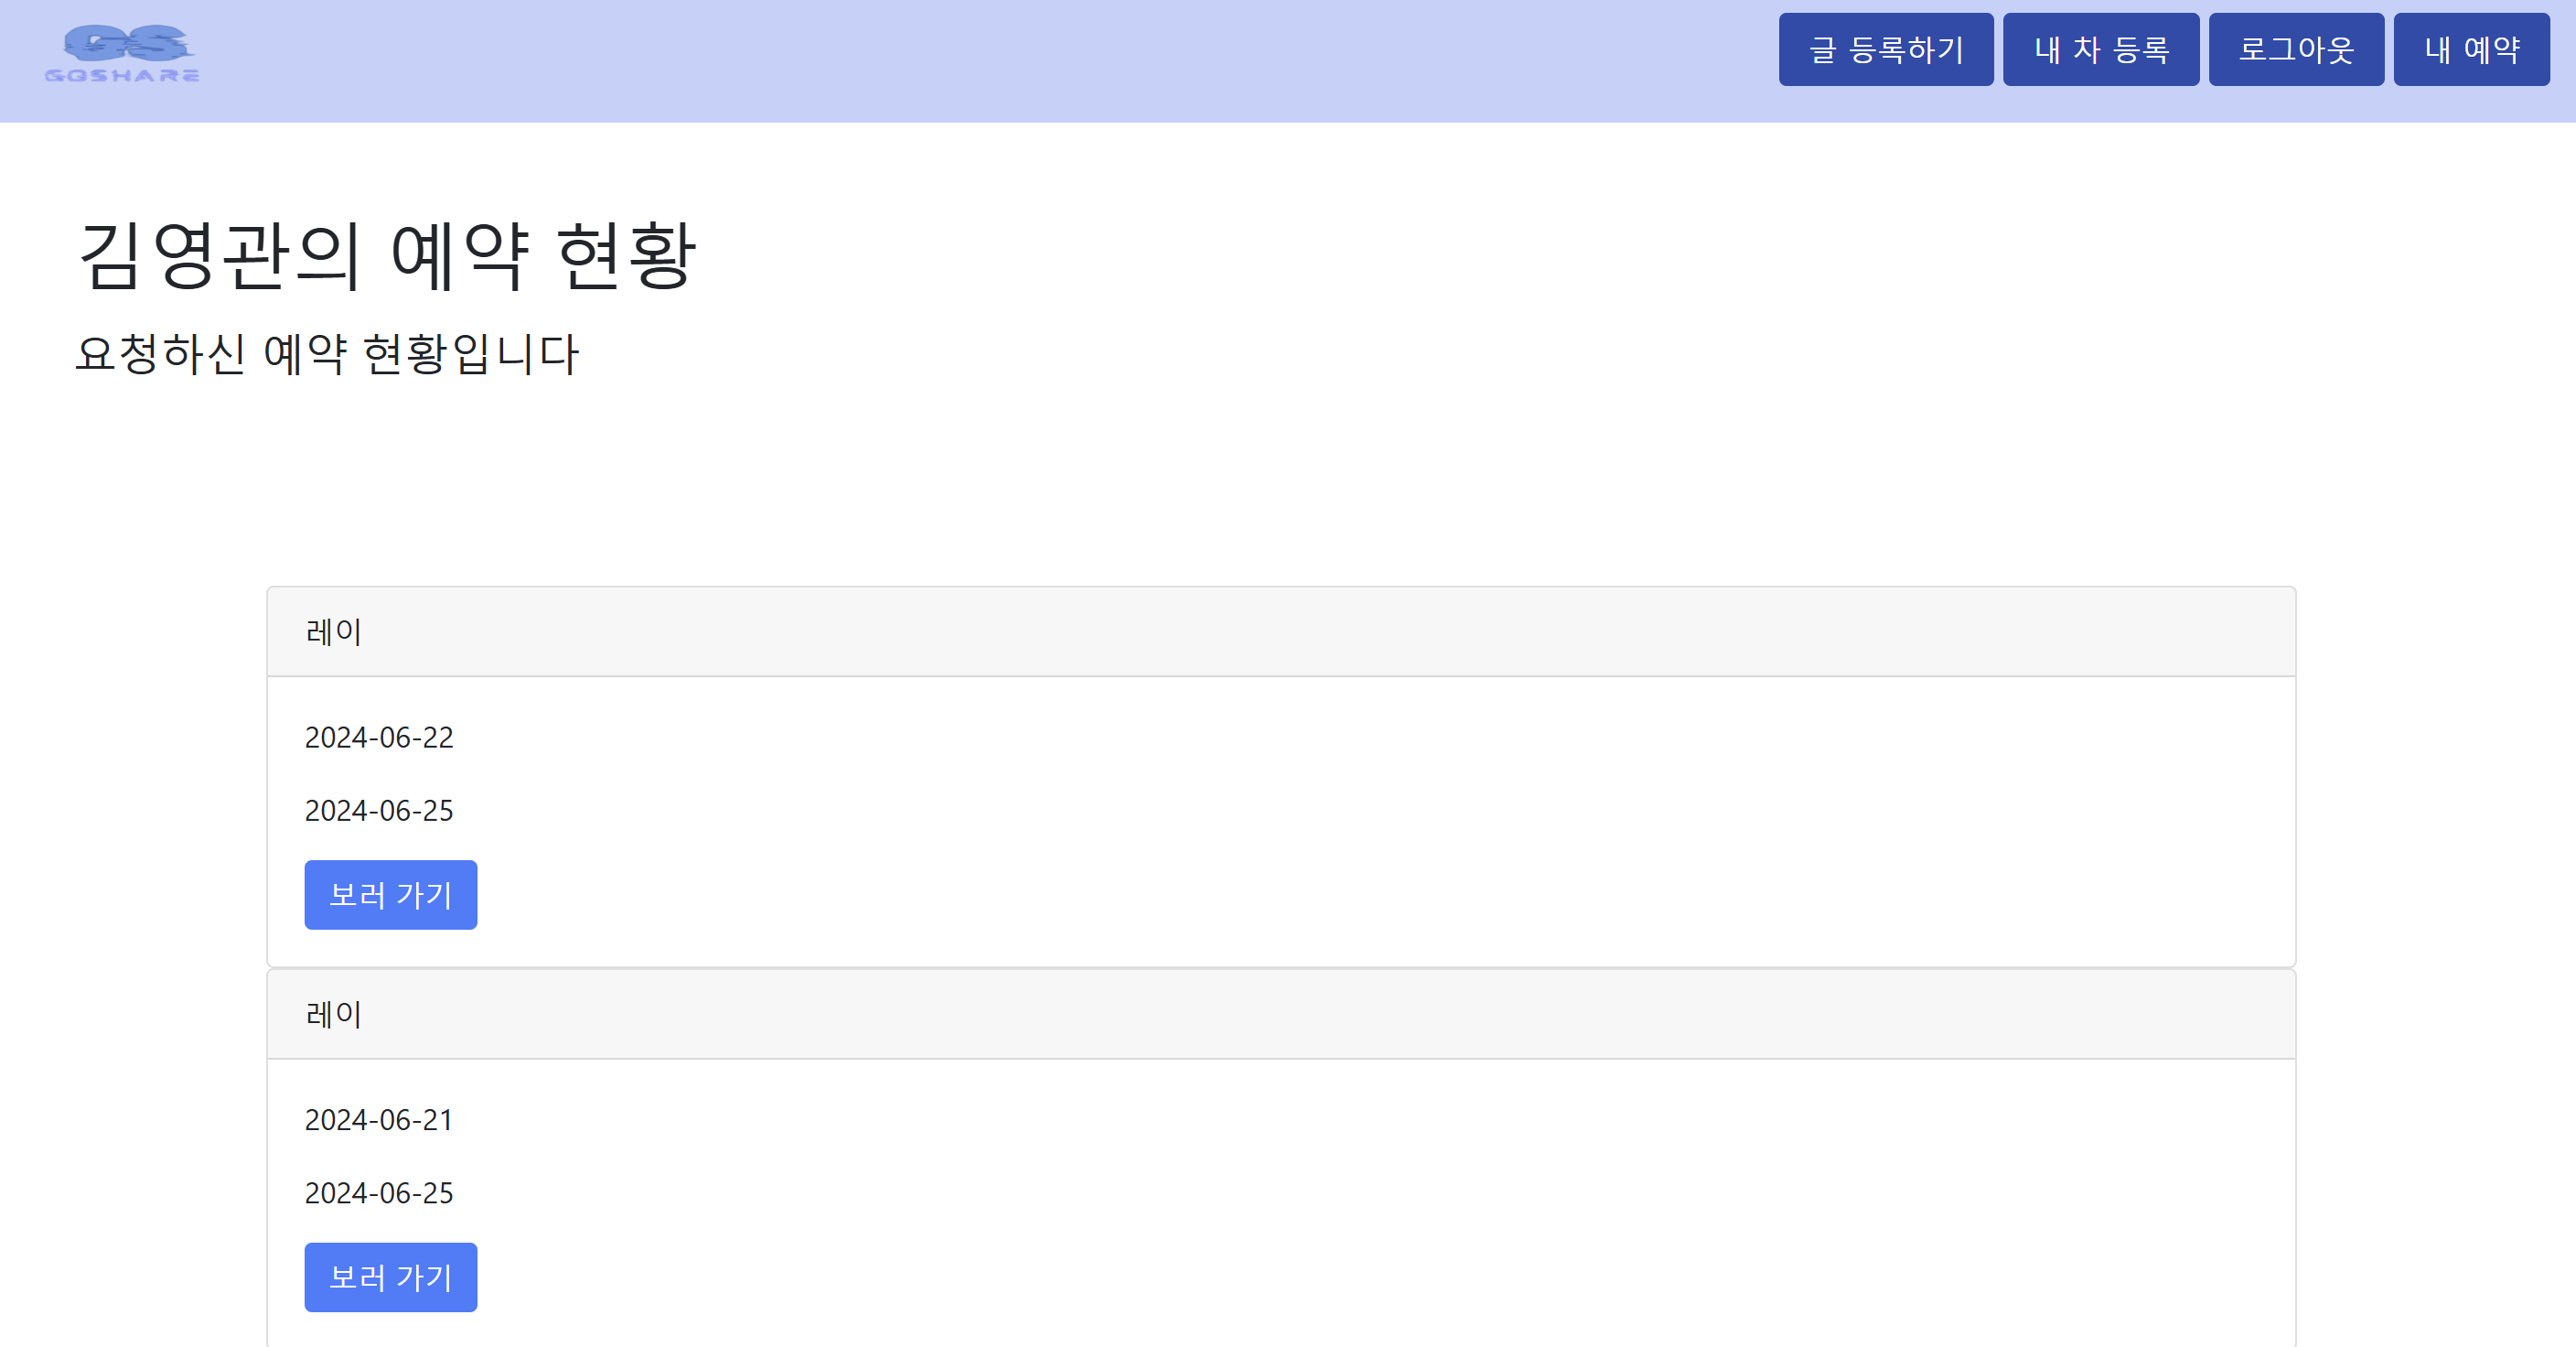 GS
GOSHARE
글 등록하기
내 차 등록
로그아웃
내 예약
김영관의 예약 현황
요청하신 예약 현황입니다
레이
2024-06-22
2024-06-25
보러 가기
레이
2024-06-21
2024-06-25
보러 가기